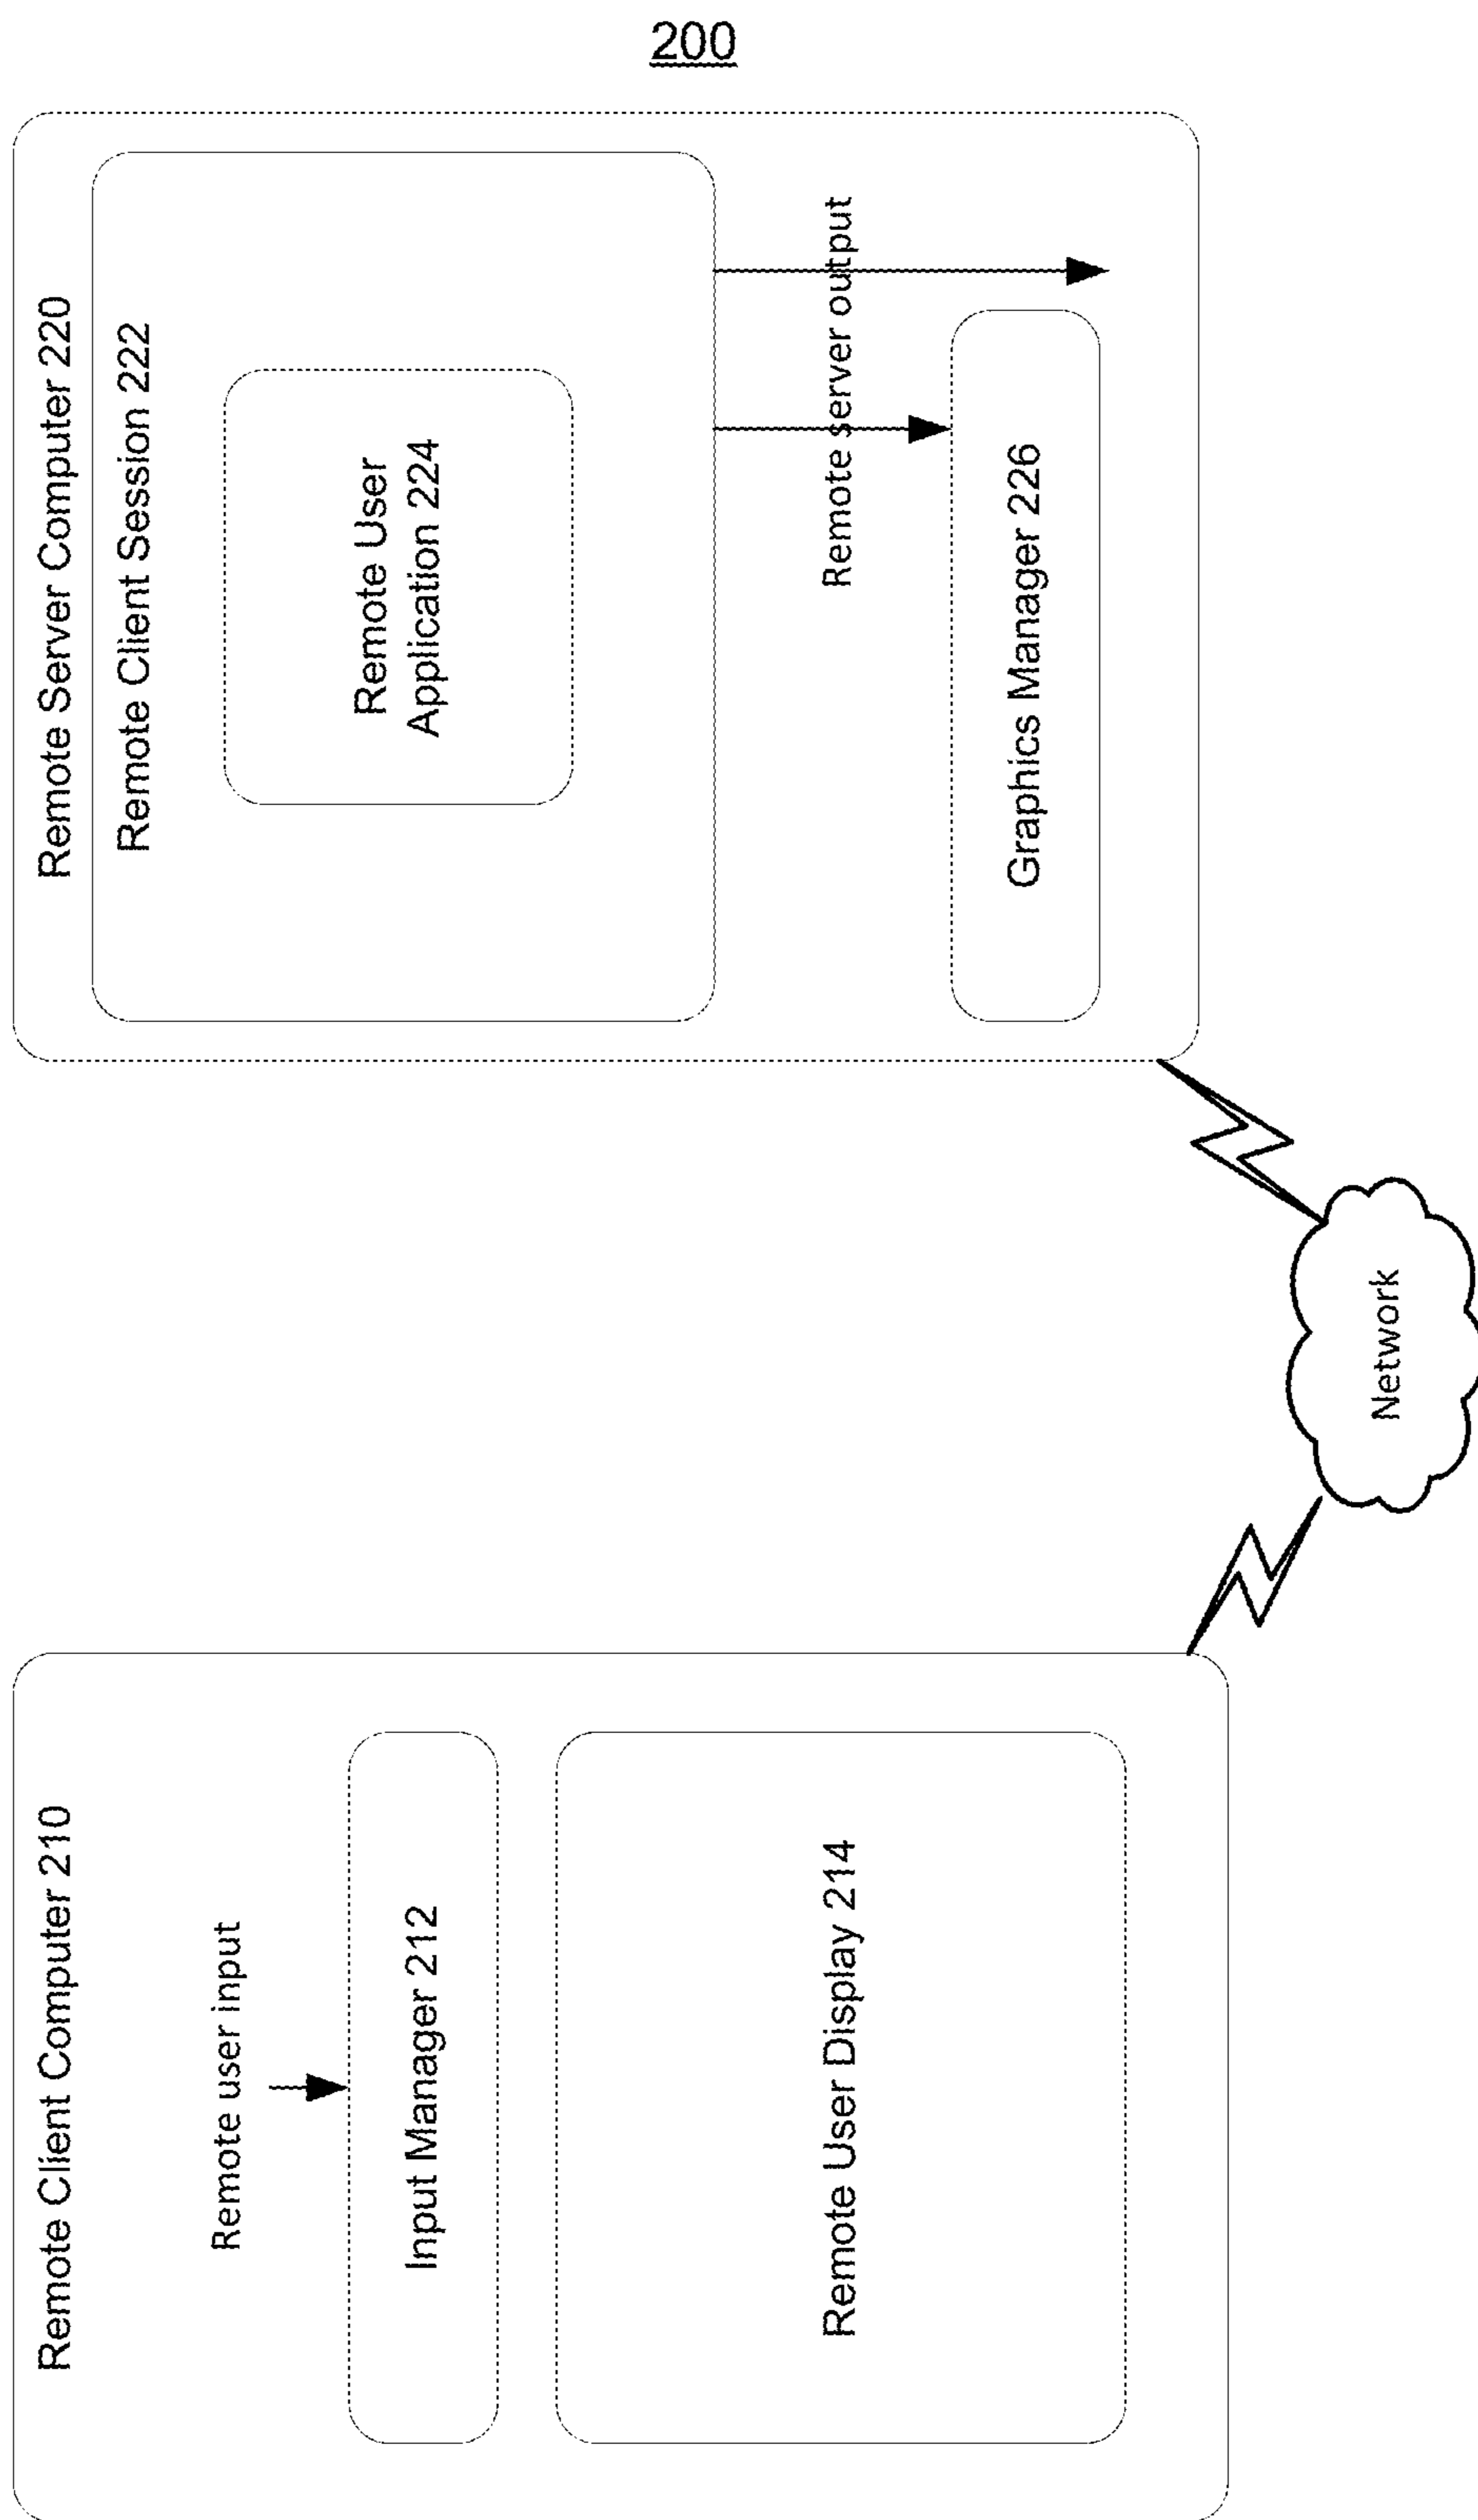 200
Remote Client Computer 210
Remote user input
Input Manager 212
Remote User Display 214
Remote Server Computer 220
Remote Client Session 222
Remote User
Application 224
Remote server output
Graphics Manager 226
Network